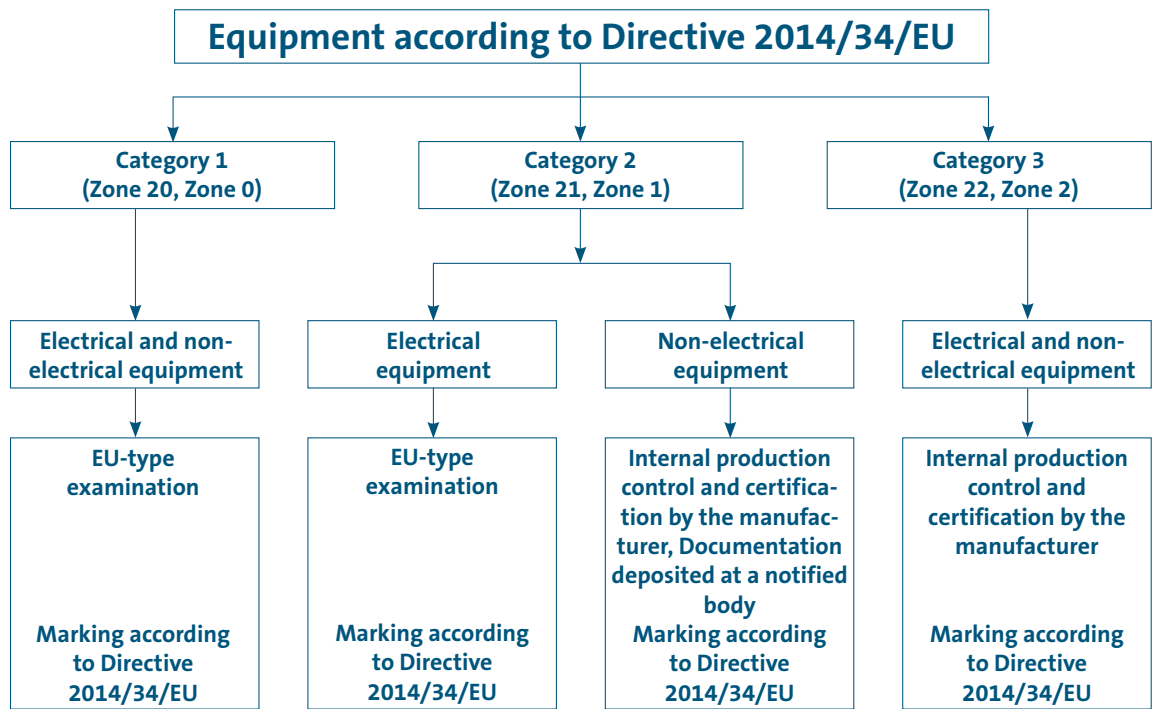 Equipment according to Directive 2014/34/EU
Category 1
(Zone 20, Zone 0)
Category 2
(Zone 21, Zone 1)
Category 3
(Zone 22, Zone 2)
Electrical and non-
electrical equipment
Electrical
equipment
Non-electrical
equipment
Electrical and non-
electrical equipment
EU-type
examination
Marking according
to Directive
2014/34/EU
EU-type
examination
Marking according
to Directive
2014/34/EU
Internal production
control and certifica-
tion by the manufac-
turer, Documentation
deposited at a notified
body
Marking according
to Directive
2014/34/EU
Internal production
control and
certification by the
manufacturer
Marking according
to Directive
2014/34/EU